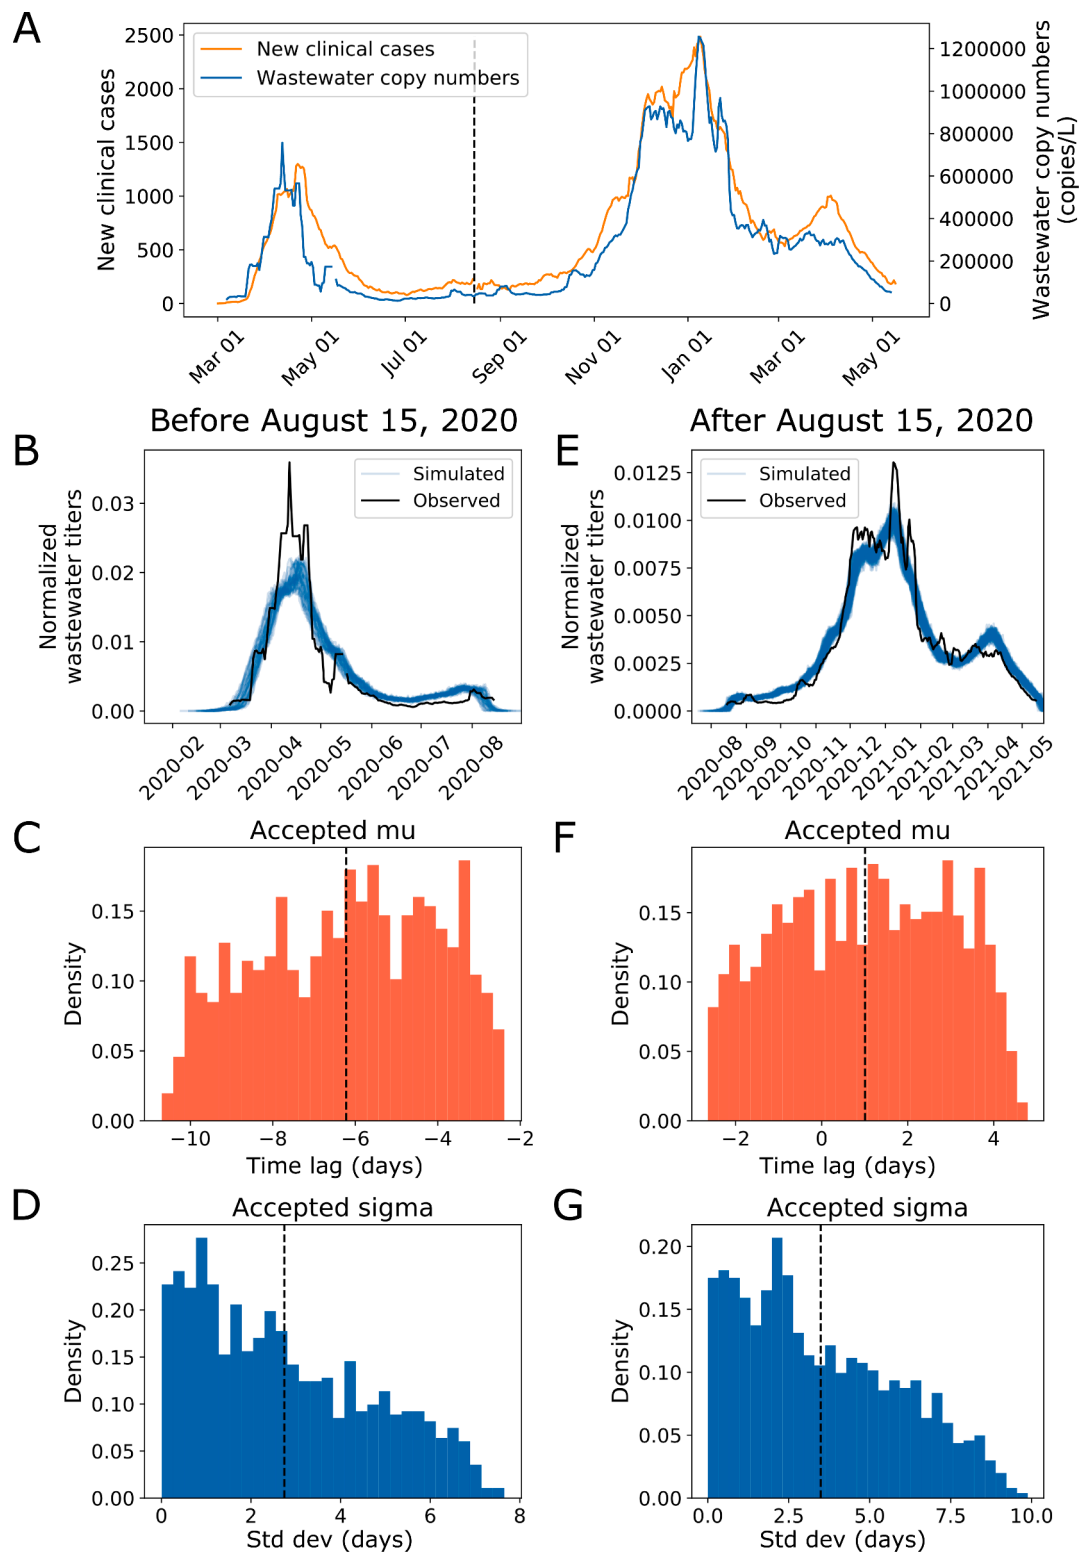 A
New clinical cases
Wastewater copy numbers
2500
2000
1500
1000
500
0
New clinical cases
1200000
1000000
800000
600000
400000
200000
0
Wastewater copy numbers
(copies/L)
Mar 01
May 01
Jul 01
Sep 01
Nov 01
Jan 01
Mar 01
May 01
Before August 15, 2020
B
Simulated
Observed
0.03
0.02
0.01
0.00
Normalized
wastewater titers
2020-02
2020-03
2020-04
2020-05
2020-06
2020-07
2020-08
After August 15, 2020
E
Simulated
Observed
0.0125
0.0100
0.0075
0.0050
0.0025
0.0000
Normalized
wastewater titers
2020-08
2020-09
2020-10
2020-11
2020-12
2021-01
2021-02
2021-03
2021-04
2021-05
C
Accepted mu
0.15
0.10
0.05
0.00
Density
−10
−8
−6
−4
−2
Time lag (days)
F
Accepted mu
0.15
0.10
0.05
0.00
Density
−2
0
2
4
Time lag (days)
D
Accepted sigma
0.25
0.20
0.15
0.10
0.05
0.00
Density
0
2
4
6
8
Std dev (days)
G
Accepted sigma
0.20
0.15
0.10
0.05
0.00
Density
0.0
2.5
5.0
7.5
10.0
Std dev (days)